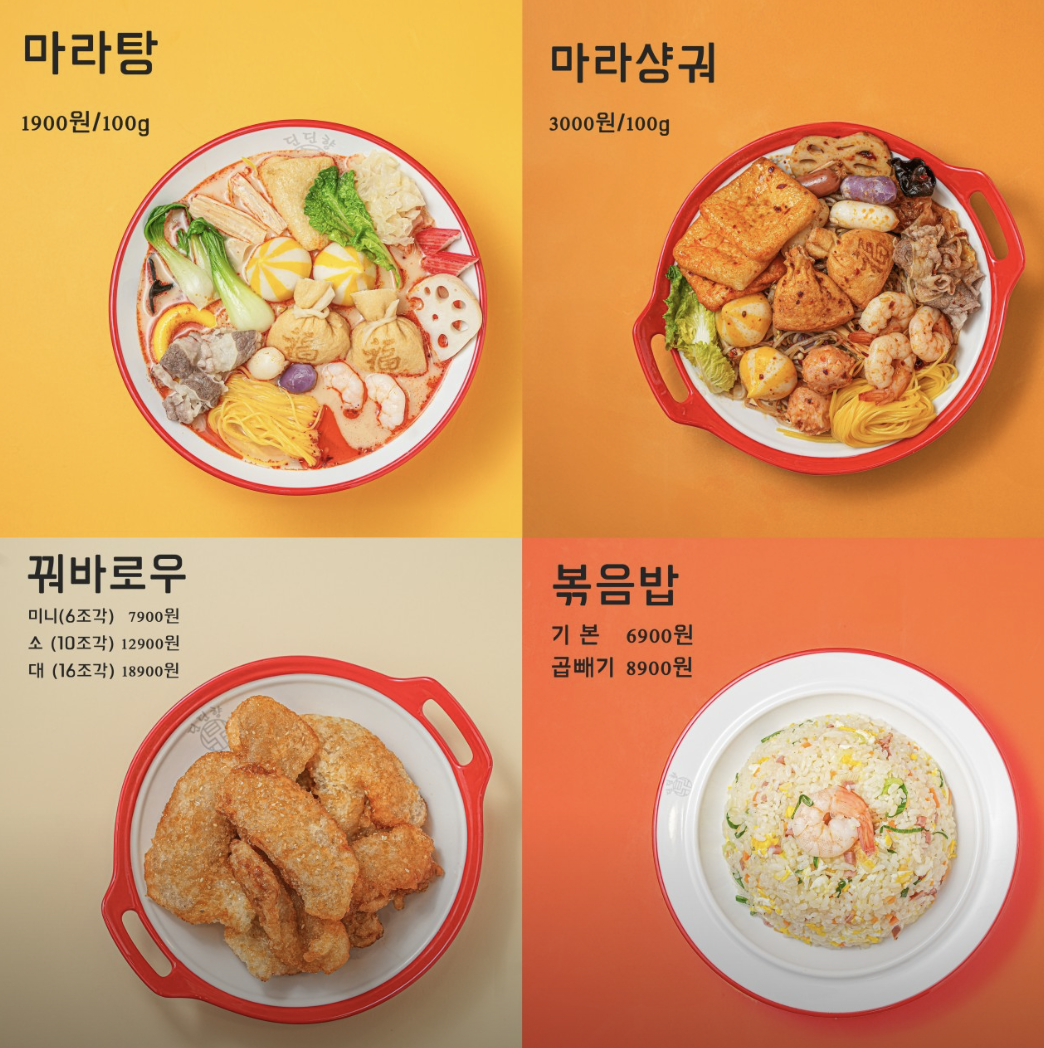 마라탕
1900원/100g
마라샹궈
3000원/100g
꿔바로우
미니(6조각) 7900원
소 (10조각) 12900원
대 (16조각) 18900원
볶음밥
기 본 6900원
곱빼기 8900원